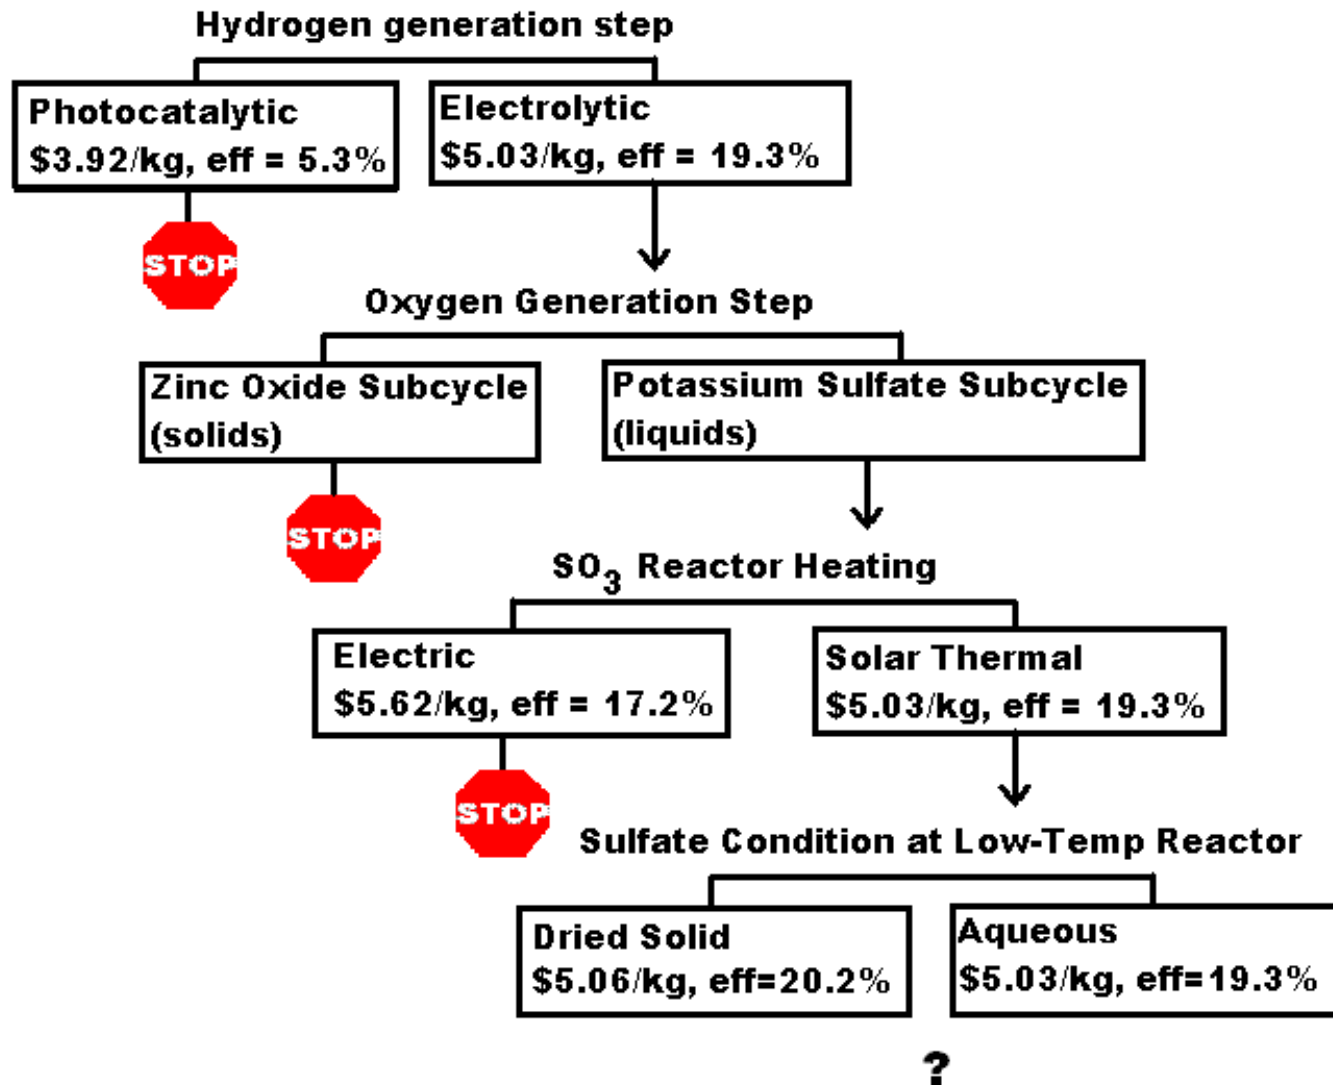 Hydrogen generation step
Photocatalytic
$3.92/kg, eff = 5.3%
Electrolytic
$5.03/kg, eff = 19.3%
STOP
Oxygen Generation Step
Zinc Oxide Subcycle
(solids)
Potassium Sulfate Subcycle
(liquids)
STOP
SO3 Reactor Heating
Electric
$5.62/kg, eff = 17.2%
Solar Thermal
$5.03/kg, eff = 19.3%
STOP
Sulfate Condition at Low-Temp Reactor
Dried Solid
$5.06/kg, eff=20.2%
Aqueous
$5.03/kg, eff=19.3%
?